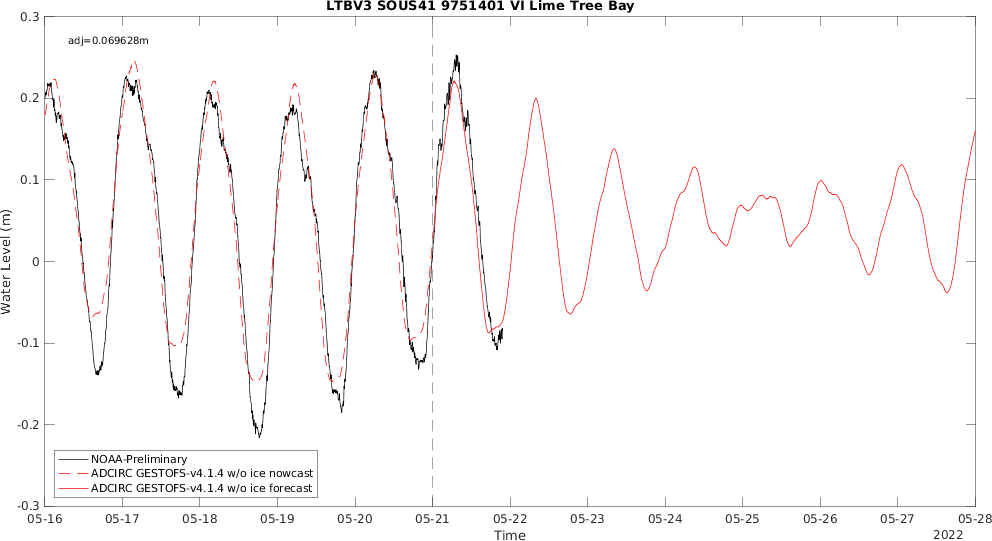 LTBV3 SOUS41 9751401 VI Lime Tree Bay
adj=0.069628m
0.3
0.2
0.1
0
-0.1
-0.2
-0.3
Water Level (m)
NOAA-Preliminary
ADCIRC GESTOFS-v4.1.4 w/o ice nowcast
ADCIRC GESTOFS-v4.1.4 w/o ice forecast
05-16 05-17 05-18 05-19 05-20 05-21 05-22 05-23 05-24 05-25 05-26 05-27 05-28
Time
2022